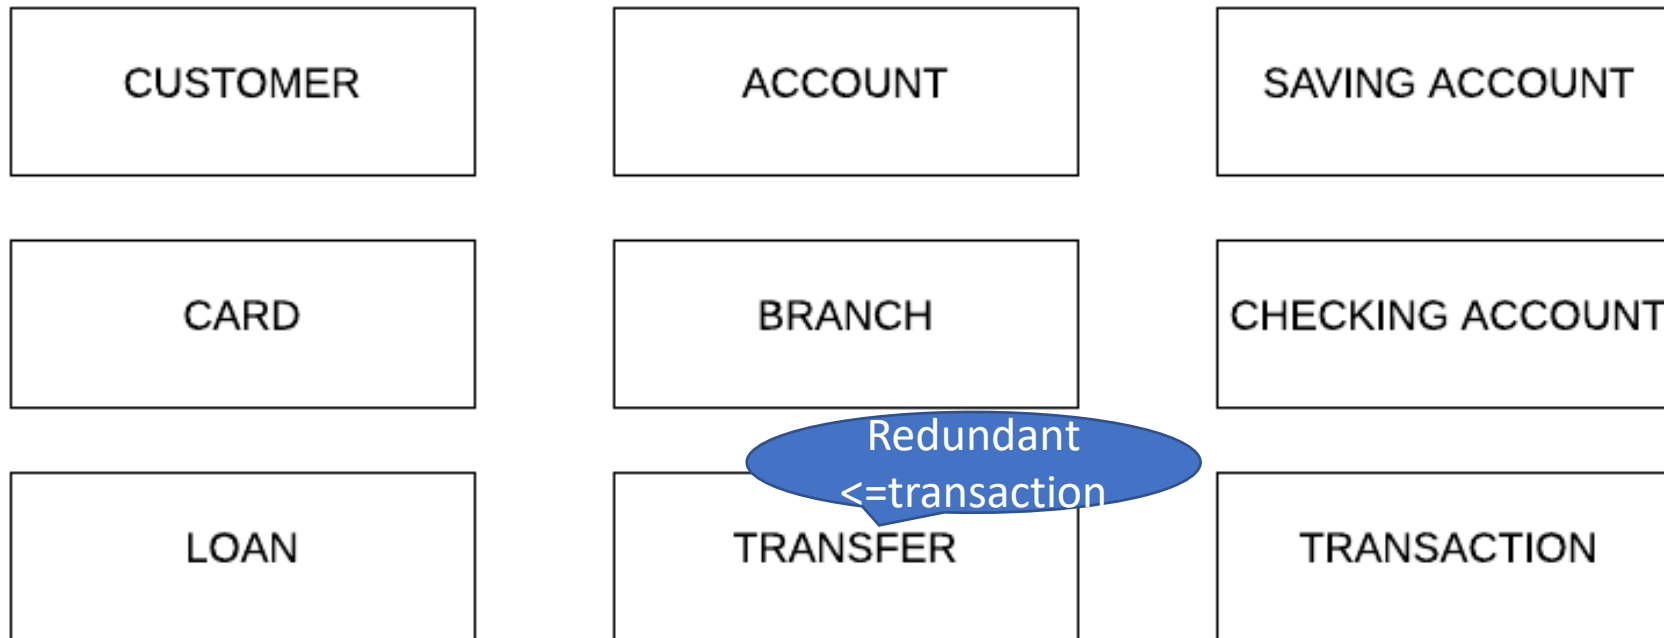 CUSTOMER
ACCOUNT
SAVING ACCOUNT
CARD
BRANCH
CHECKING ACCOUNT
Redundant
<=transaction
LOAN
TRANSFER
TRANSACTION